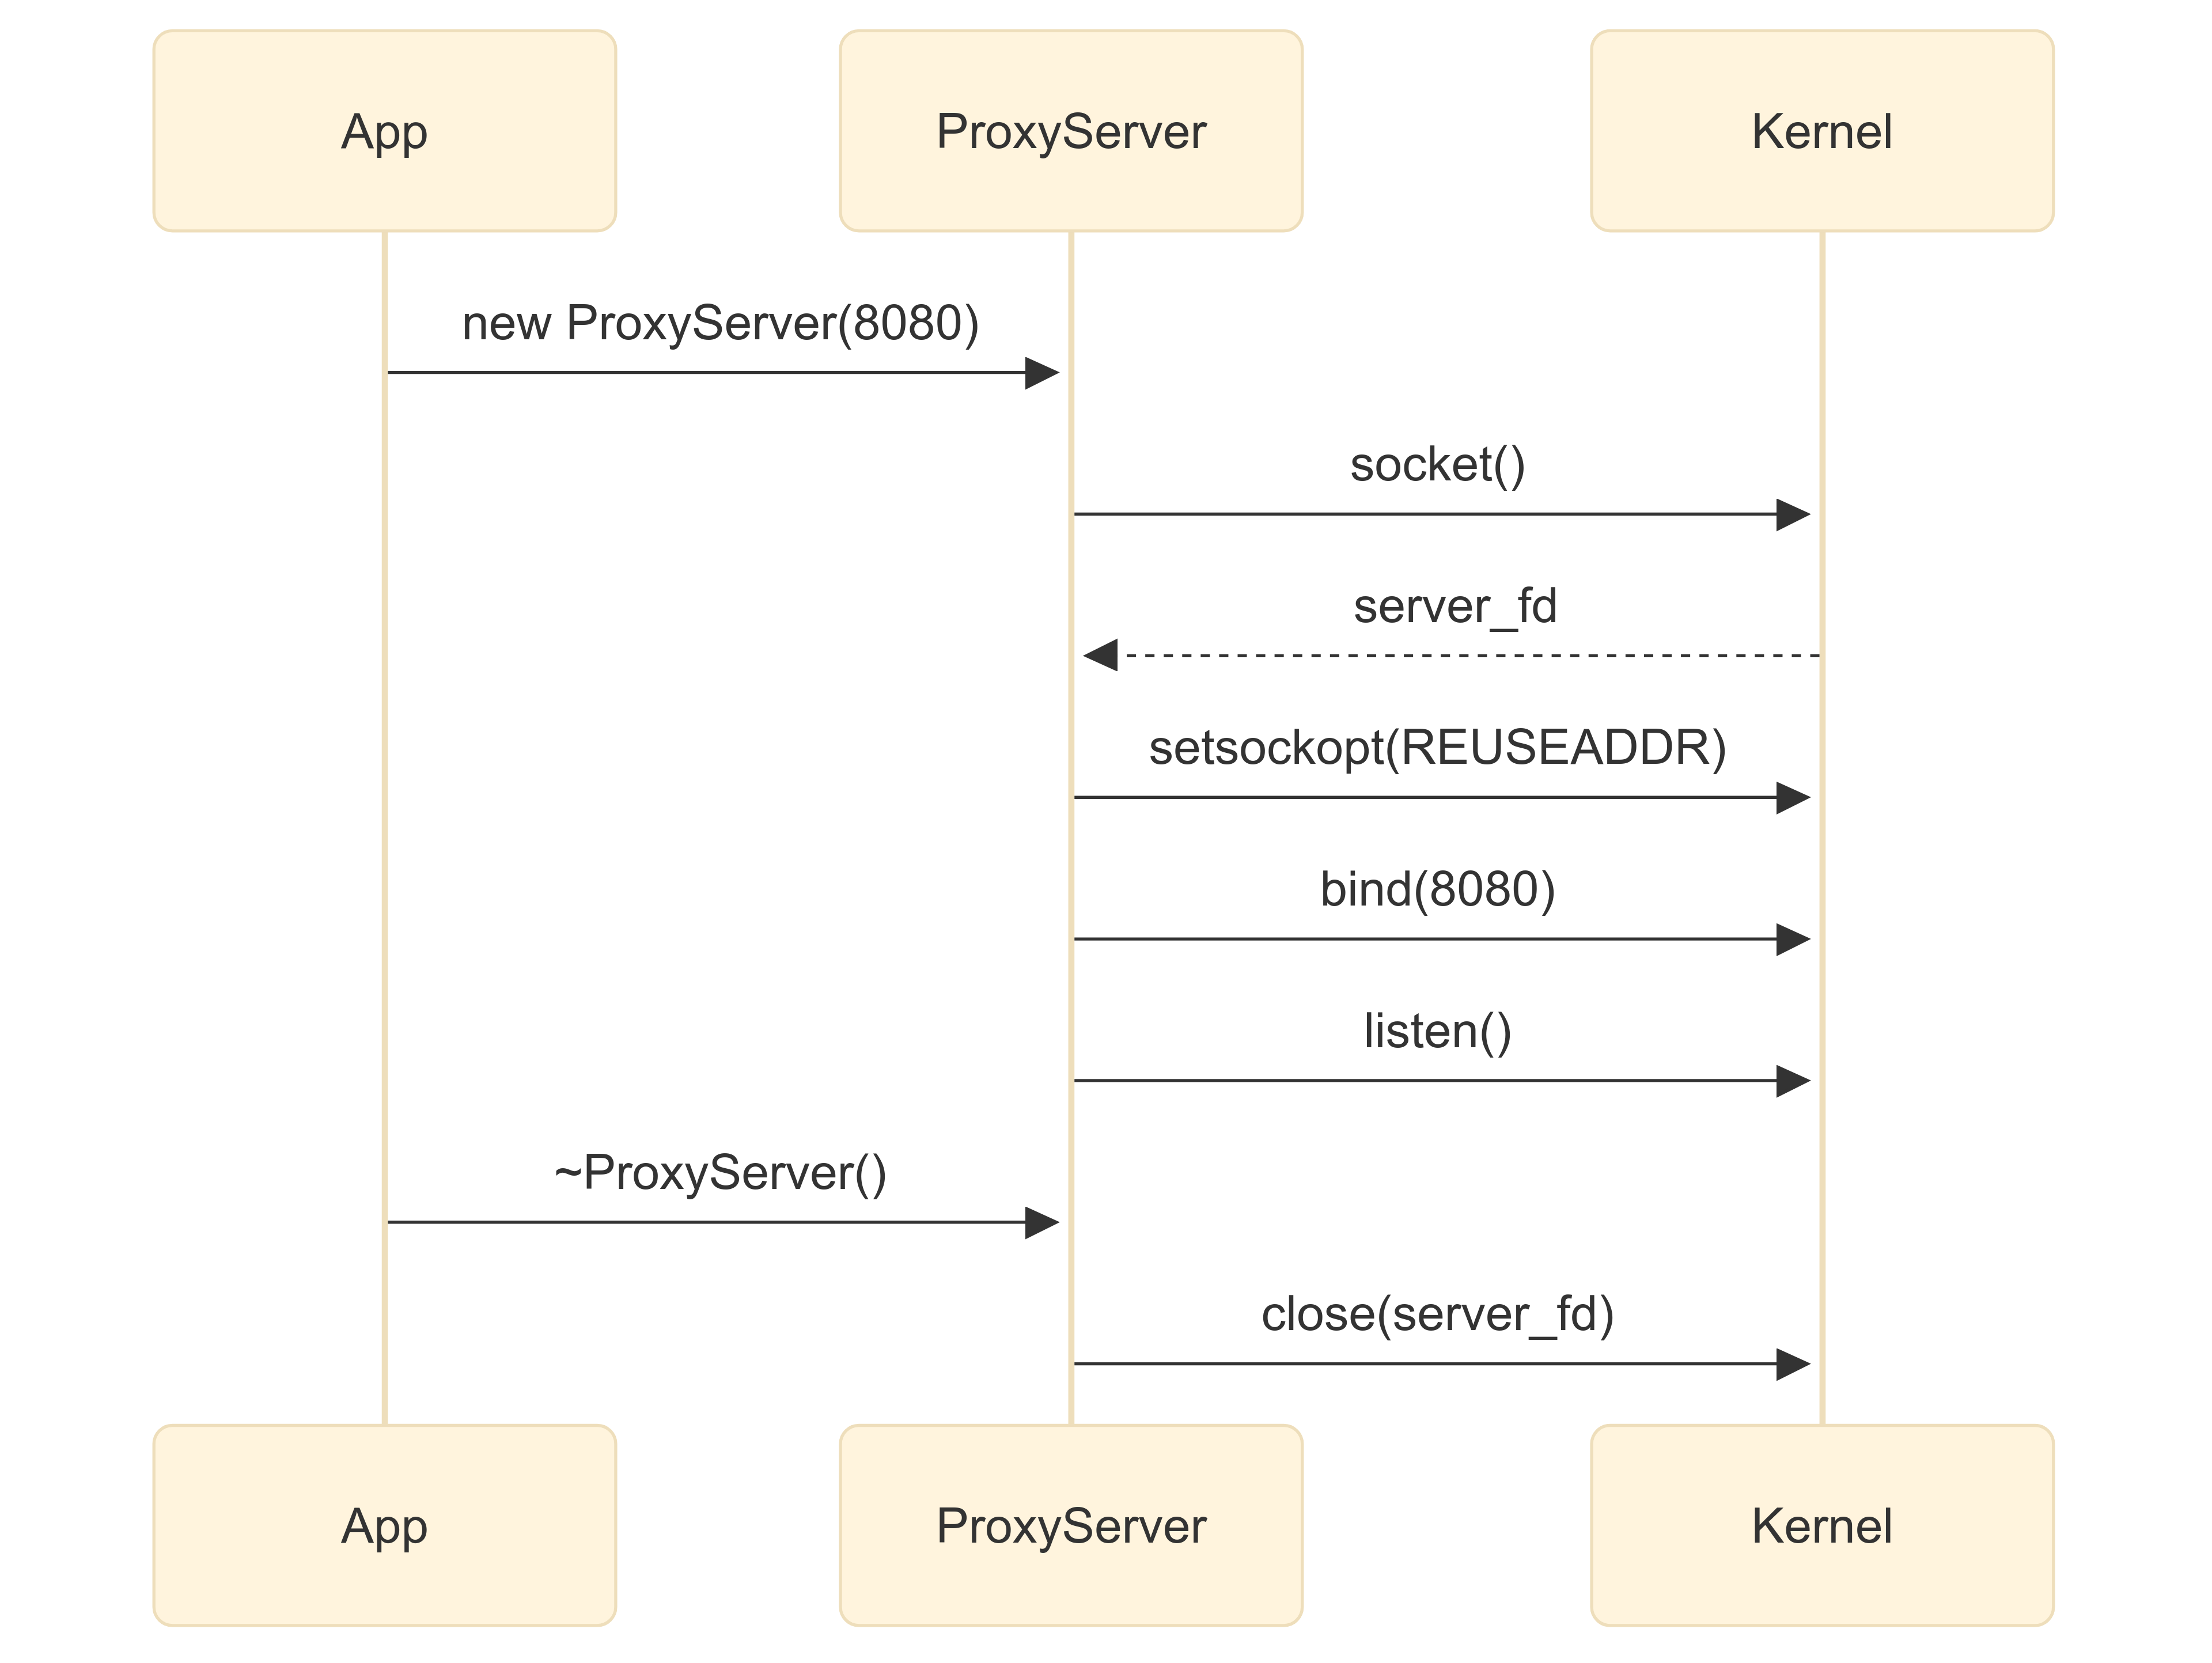 App
ProxyServer
Kernel
new ProxyServer(8080)
socket()
server_fd
setsockopt(REUSEADDR)
bind(8080)
listen()
~ProxyServer()
close(server_fd)
App
ProxyServer
Kernel